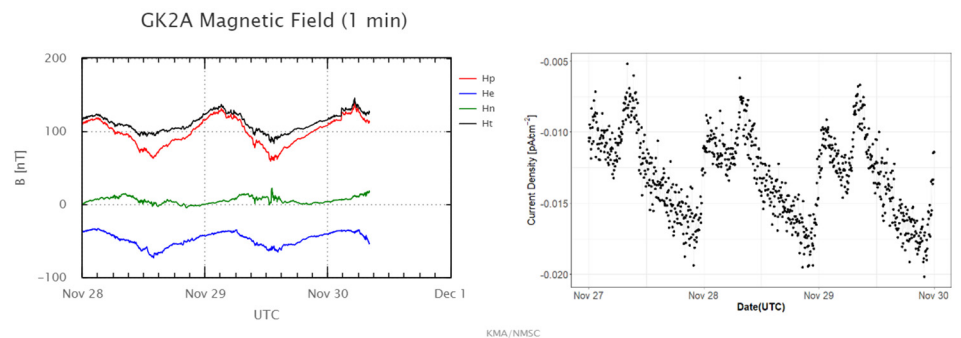 GK2A Magnetic Field (1 min)
200
100
0
−100
B [nT]
Nov 28
Nov 29
Nov 30
Dec 1
UTC
Hp
He
Hn
Ht
-0.005
-0.010
-0.015
-0.020
Current Density [pAcm⁻²]
Nov 27
Nov 28
Nov 29
Nov 30
Date(UTC)
KMA/NMSC